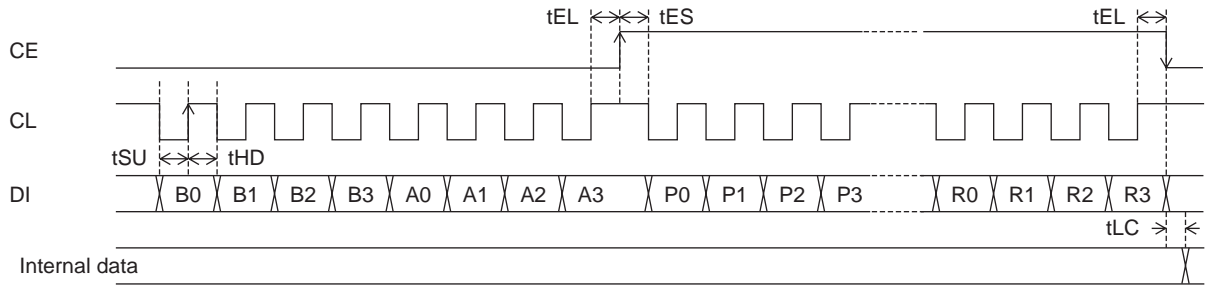 tEL tES tEL
CE
CL
tSU tHD
DI B0 B1 B2 B3 A0 A1 A2 A3 P0 P1 P2 P3 R0 R1 R2 R3
tLC
Internal data